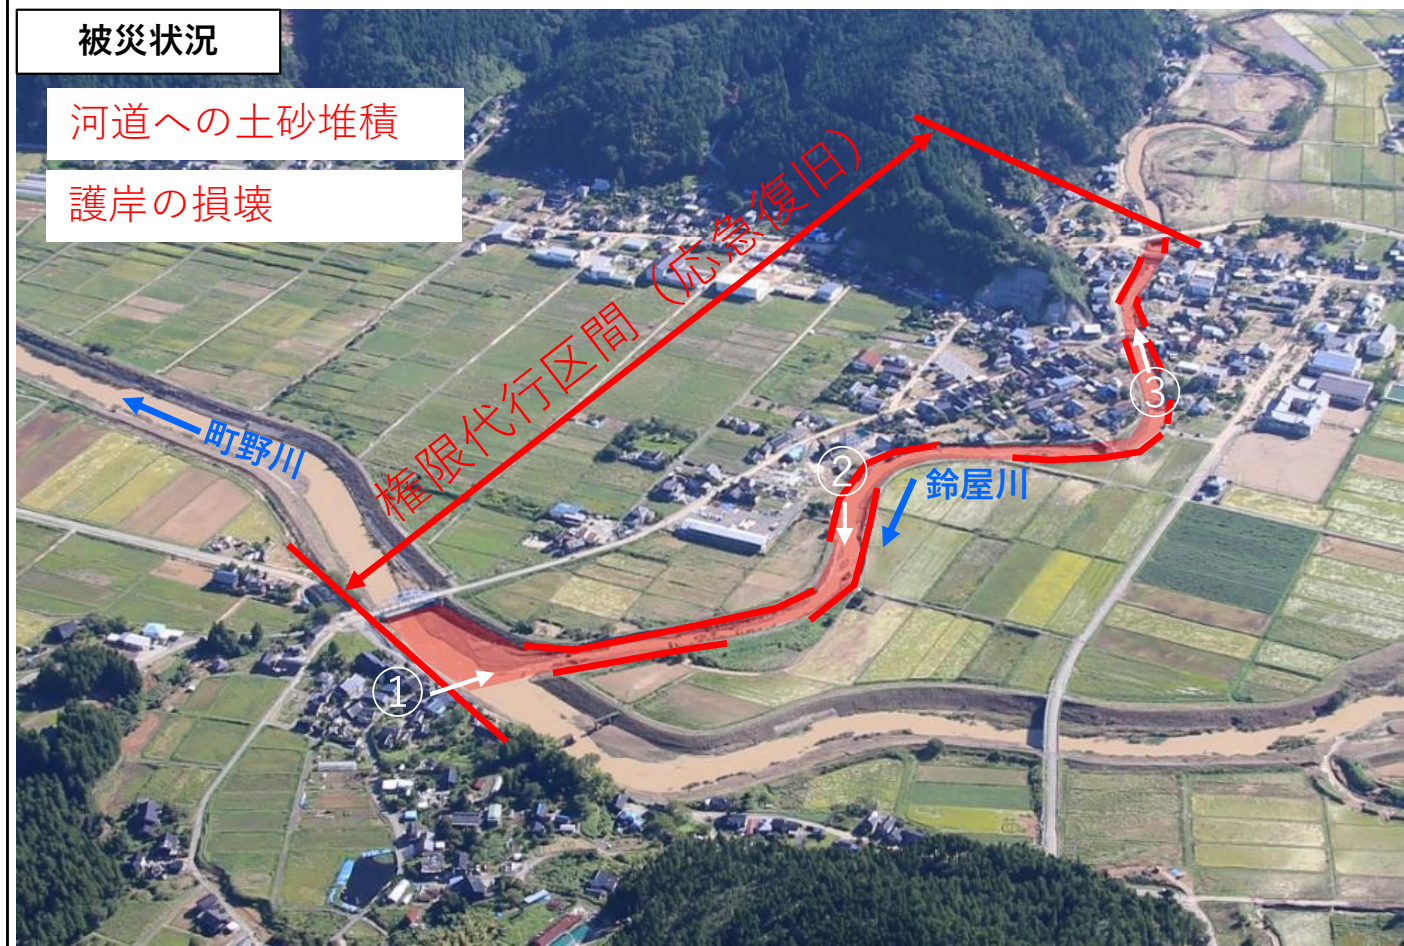 被災状況
河道への土砂堆積
護岸の損壊
権限代行区間（応急復旧）
町野川
鈴屋川
①
②
③